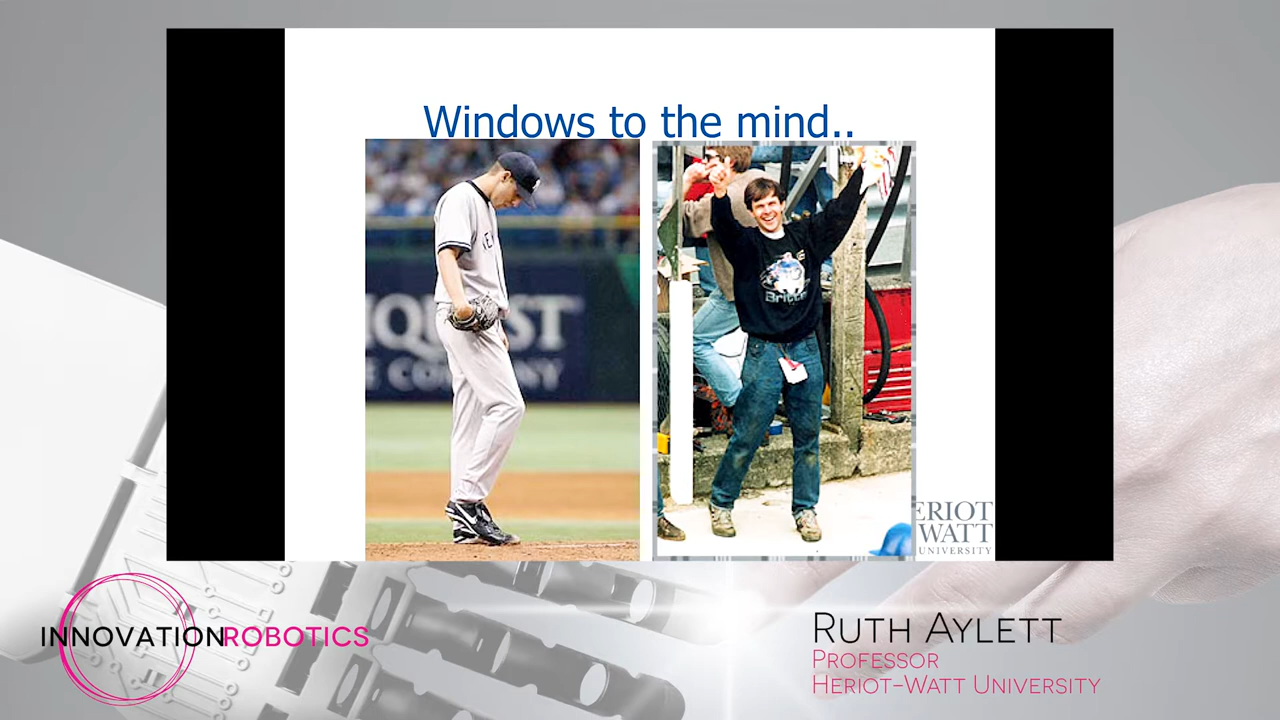 Windows to the mind..
QUEST
E COMPANY
ERIOT
WATT
UNIVERSITY
INNOVATIONROBOTICS
RUTH AYLETT
PROFESSOR
HERIOT-WATT UNIVERSITY